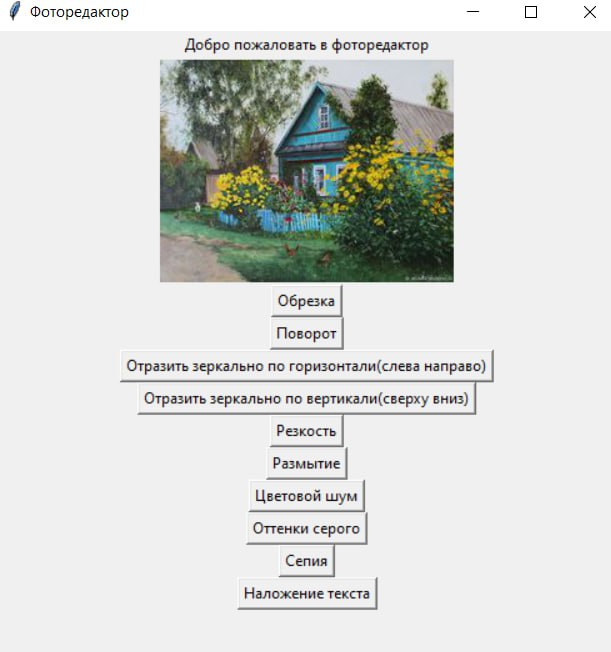 Фоторедактор
Добро пожаловать в фоторедактор
Обрезка
Поворот
Отразить зеркально по горизонтали(слева направо)
Отразить зеркально по вертикали(сверху вниз)
Резкость
Размытие
Цветовой шум
Оттенки серого
Сепия
Наложение текста